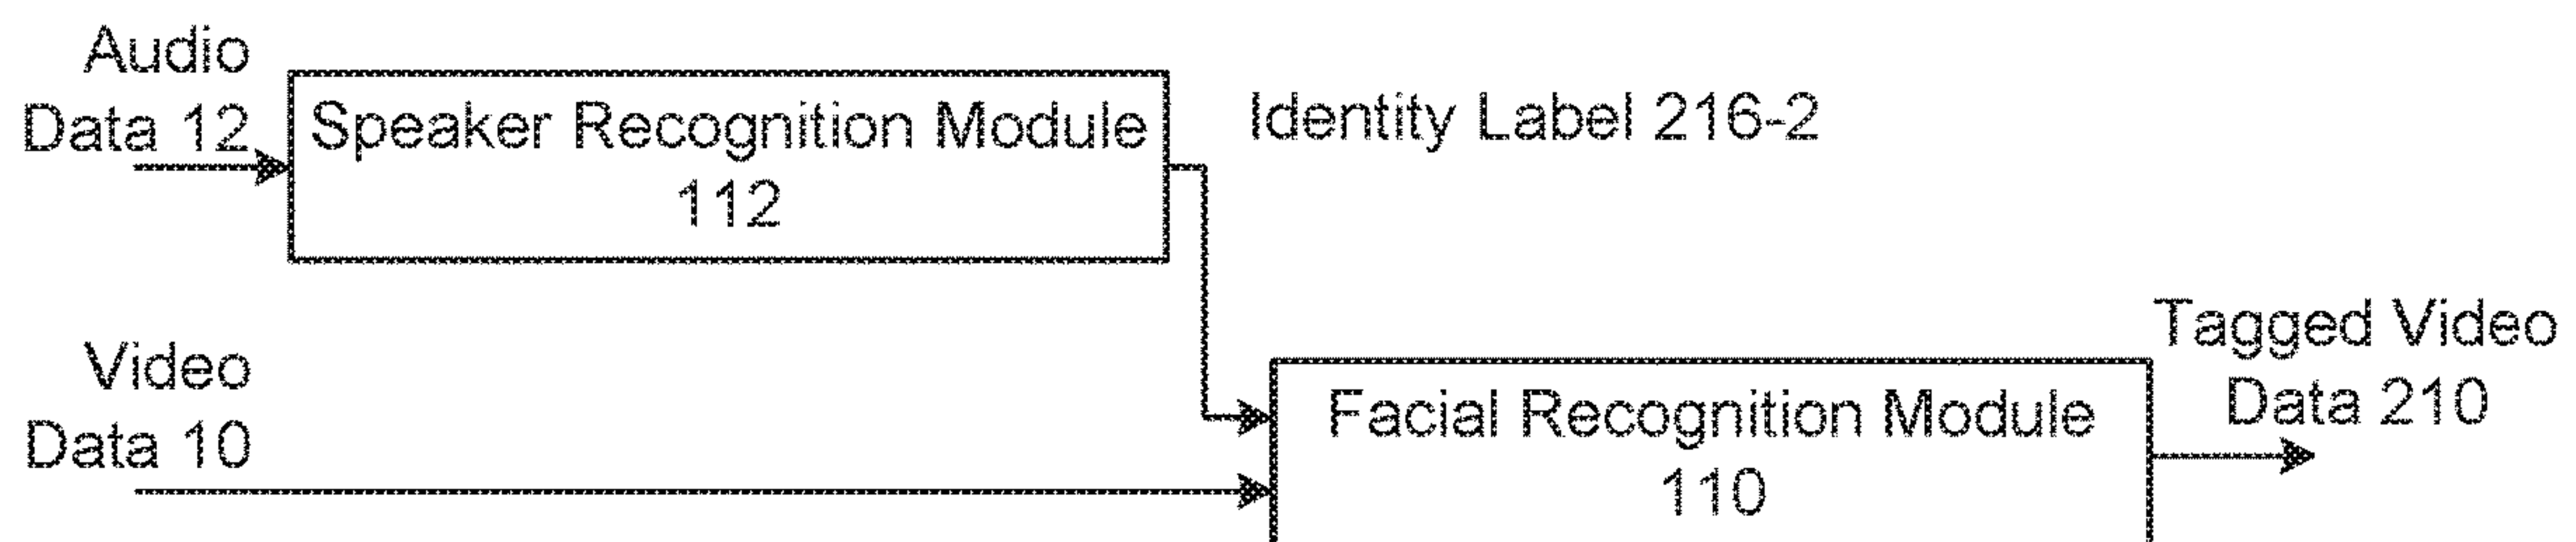 Audio
Data 12
Speaker Recognition Module
112
Identity Label 216-2
Video
Data 10
Facial Recognition Module
110
Tagged Video
Data 210